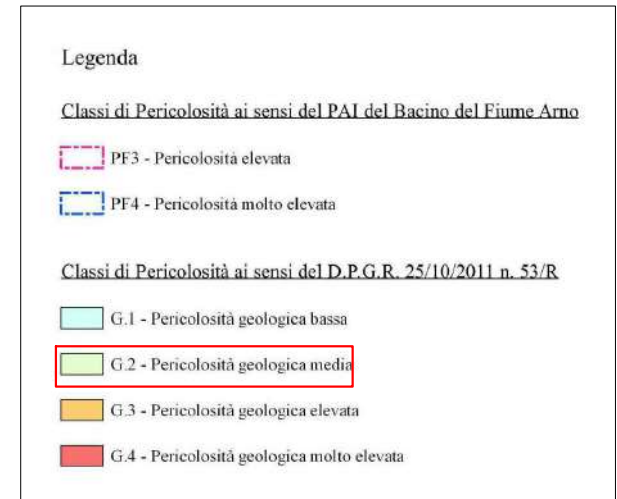 Legenda
Classi di Pericolosità ai sensi del PAI del Bacino del Fiume Arno
PF3 - Pericolosità elevata
PF4 - Pericolosità molto elevata
Classi di Pericolosità ai sensi del D.P.G.R. 25/10/2011 n. 53/R
G.1 - Pericolosità geologica bassa
G.2 - Pericolosità geologica media
G.3 - Pericolosità geologica elevata
G.4 - Pericolosità geologica molto elevata